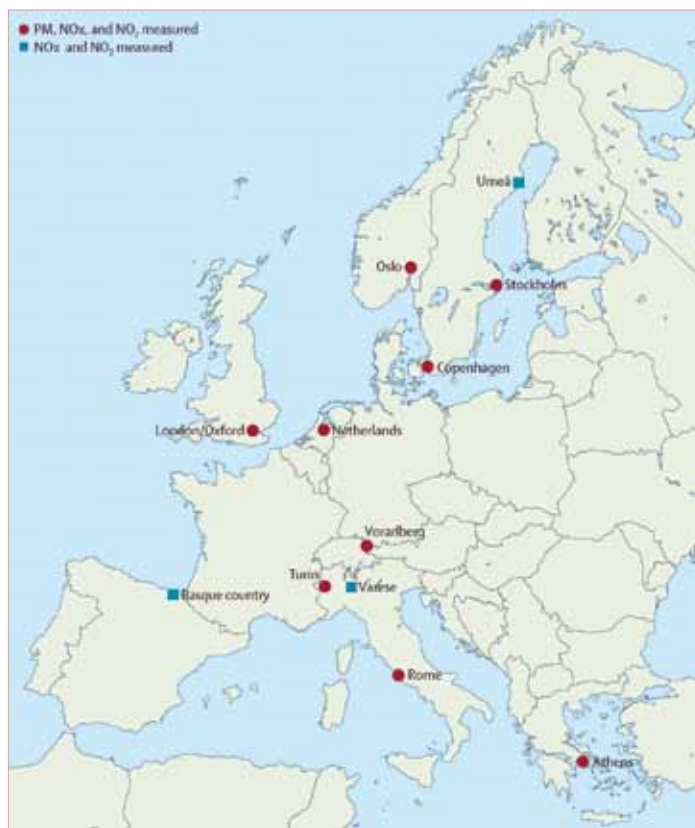 PM, NOx, and NO₂ measured
NOx and NO₂ measured
Umeå
Oslo
Stockholm
Copenhagen
London/Oxford
Netherlands
Vorarlberg
Turin
Varese
Basque country
Rome
Athens